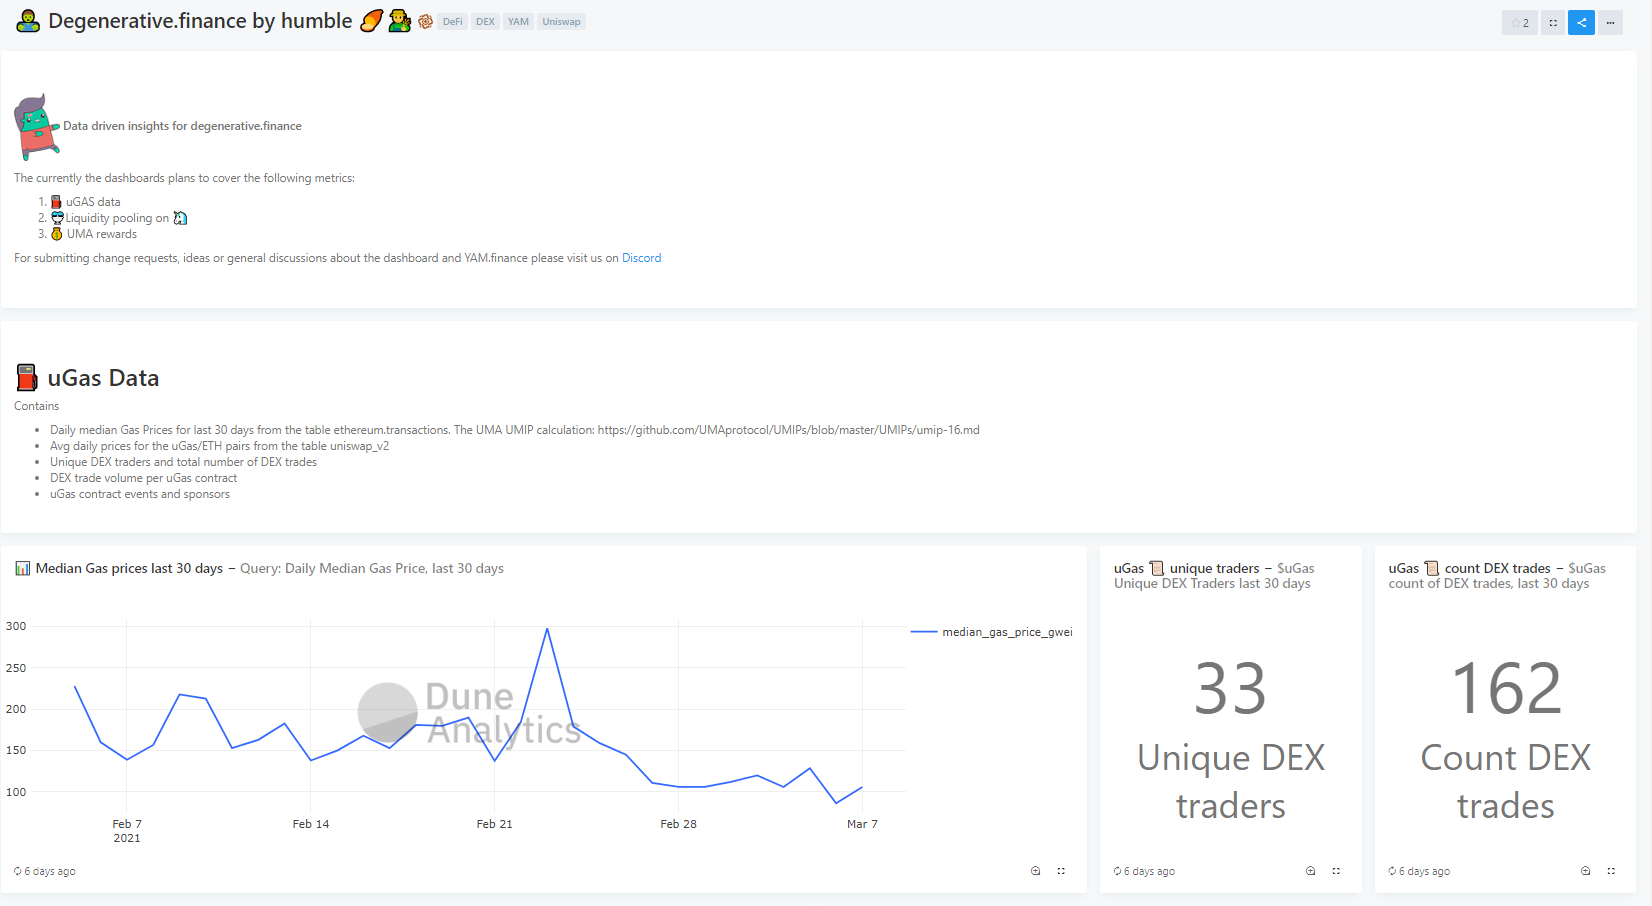 Degenerative.finance by humble
DeFi DEX YAM Uniswap
2
Data driven insights for degenerative.finance
The currently the dashboards plans to cover the following metrics:
1. uGAS data
2. Liquidity pooling on
3. UMA rewards
For submitting change requests, ideas or general discussions about the dashboard and YAM.finance please visit us on Discord
uGas Data
Contains
• Daily median Gas Prices for last 30 days from the table ethereum.transactions. The UMA UMIP calculation: https://github.com/UMAprotocol/UMIPs/blob/master/UMIPs/umip-16.md
• Avg daily prices for the uGas/ETH pairs from the table uniswap_v2
• Unique DEX traders and total number of DEX trades
• DEX trade volume per uGas contract
• uGas contract events and sponsors
Median Gas prices last 30 days – Query: Daily Median Gas Price, last 30 days
300
250
200
150
100
Feb 7
2021
Feb 14
Feb 21
Feb 28
Mar 7
median_gas_price_gwei
Dune
Analytics
6 days ago
uGas unique traders – $uGas
Unique DEX Traders last 30 days
33
Unique DEX
traders
6 days ago
uGas count DEX trades – $uGas
count of DEX trades, last 30 days
162
Count DEX
trades
6 days ago